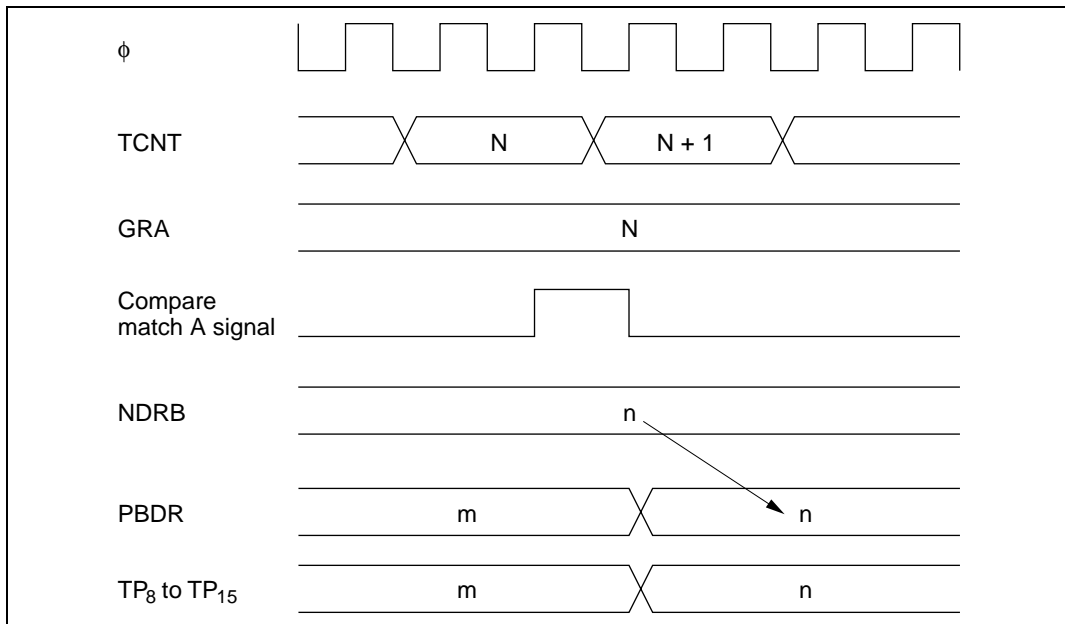 ϕ
TCNT
N
N + 1
GRA
N
Compare
match A signal
NDRB
n
PBDR
m
n
TP8 to TP15
m
n